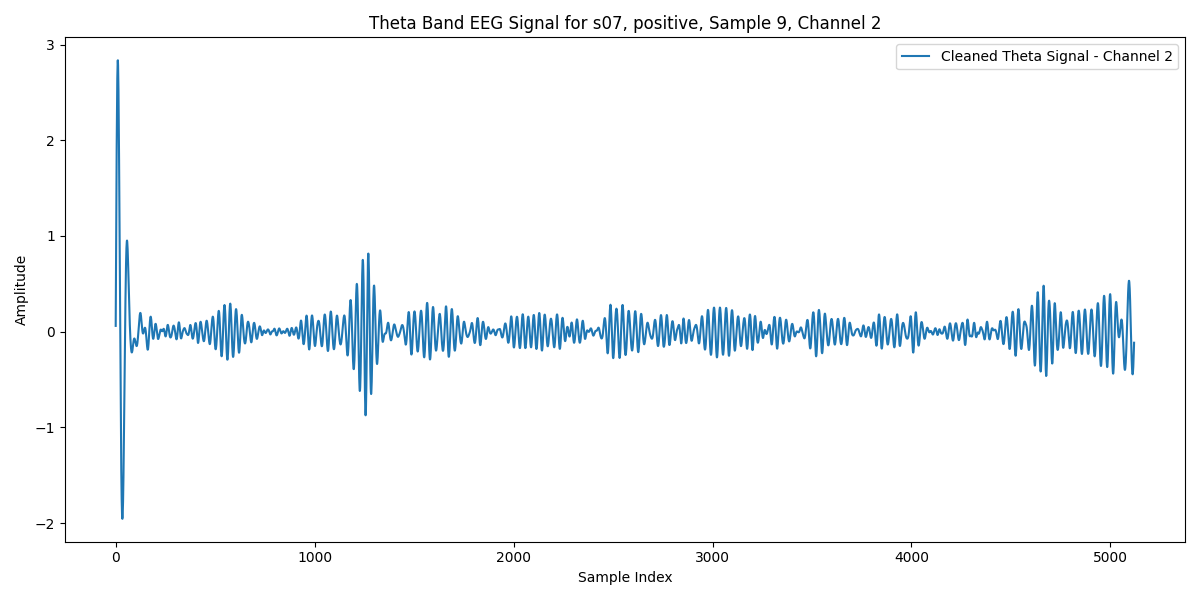 Theta Band EEG Signal for s07, positive, Sample 9, Channel 2
Cleaned Theta Signal - Channel 2
Amplitude
3
2
1
0
−1
−2
0 1000 2000 3000 4000 5000
Sample Index